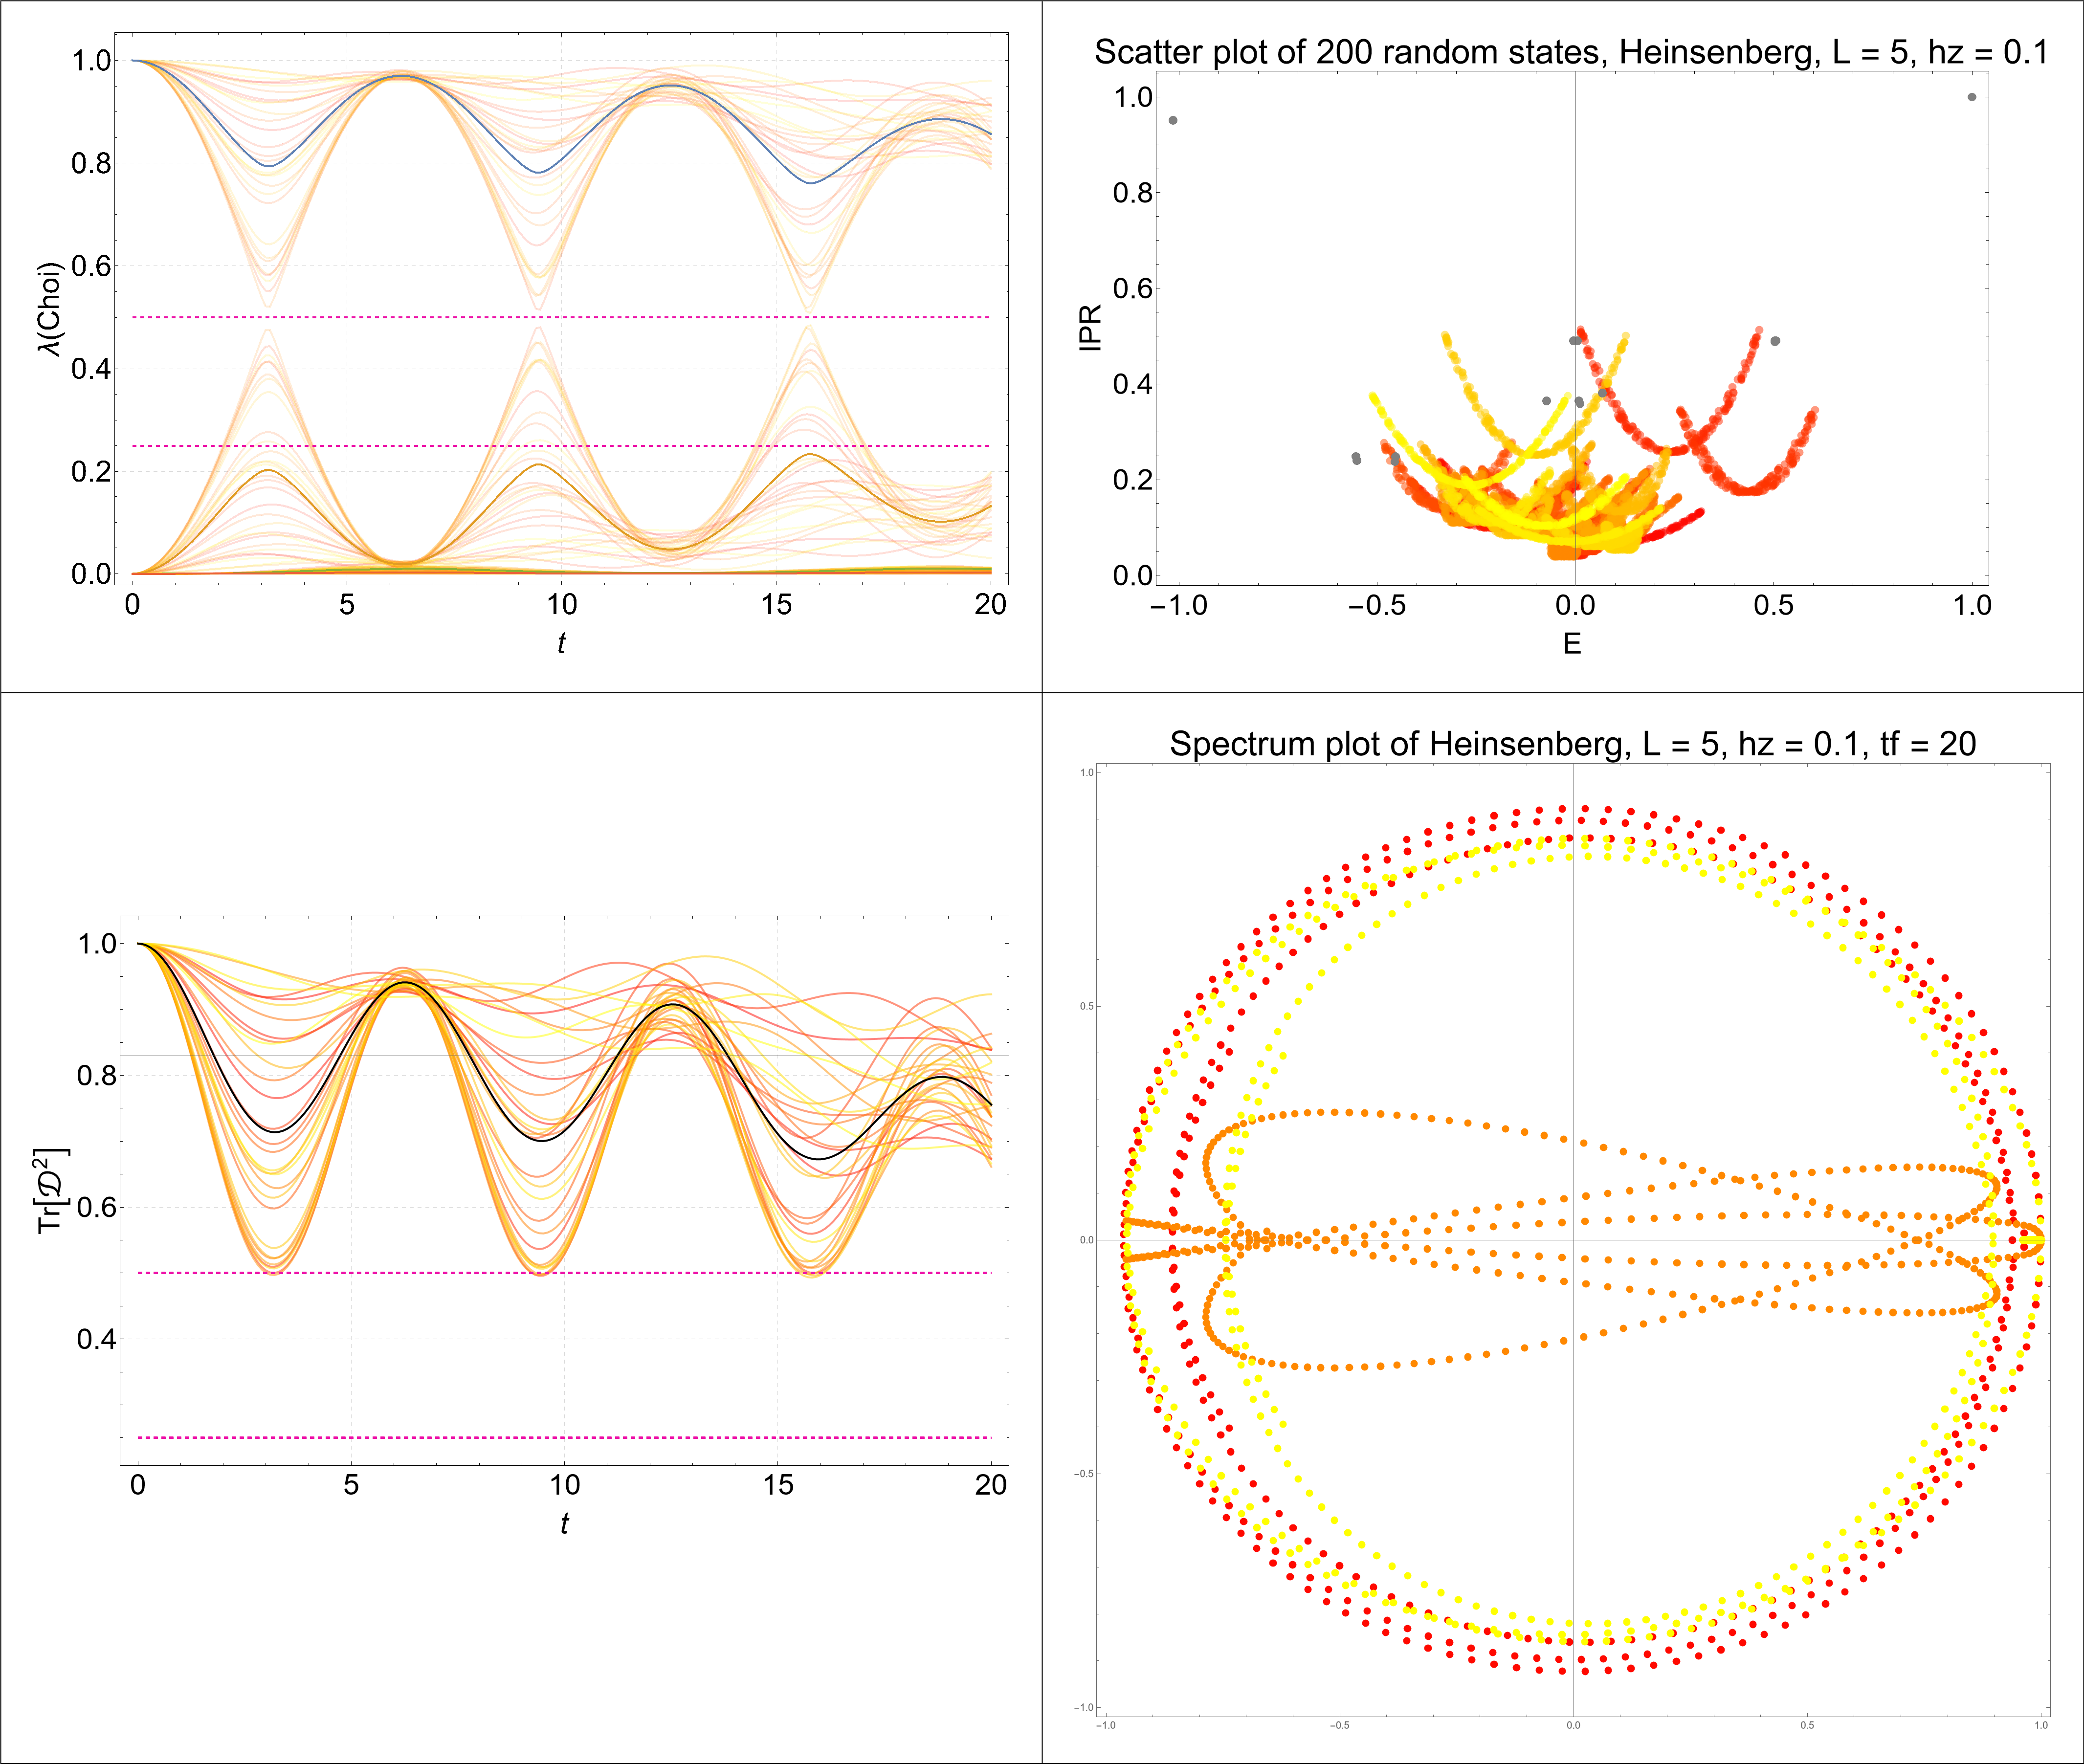 1.0
0.8
0.6
0.4
0.2
0.0
λ(Choi)
0 5 10 15 20
t
Scatter plot of 200 random states, Heinsenberg, L = 5, hz = 0.1
1.0
0.8
0.6
0.4
0.2
0.0
IPR
−1.0 −0.5 0.0 0.5 1.0
E
1.0
0.8
0.6
0.4
Tr[𝒟²]
0 5 10 15 20
t
Spectrum plot of Heinsenberg, L = 5, hz = 0.1, tf = 20
1.0
0.5
0.0
−0.5
−1.0
−1.0 −0.5 0.0 0.5 1.0